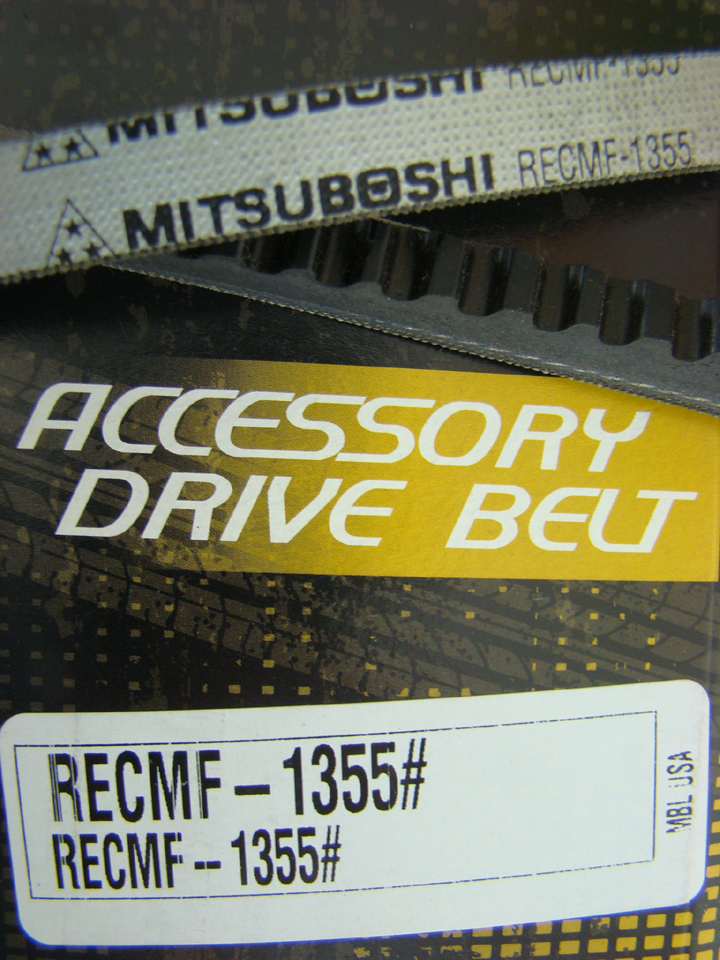 MITSUBOSHI RECMF-1355
MITSUBOSHI RECMF-1355
ACCESSORY
DRIVE BELT
RECMF-1355#
RECMF--1355#
MBL USA